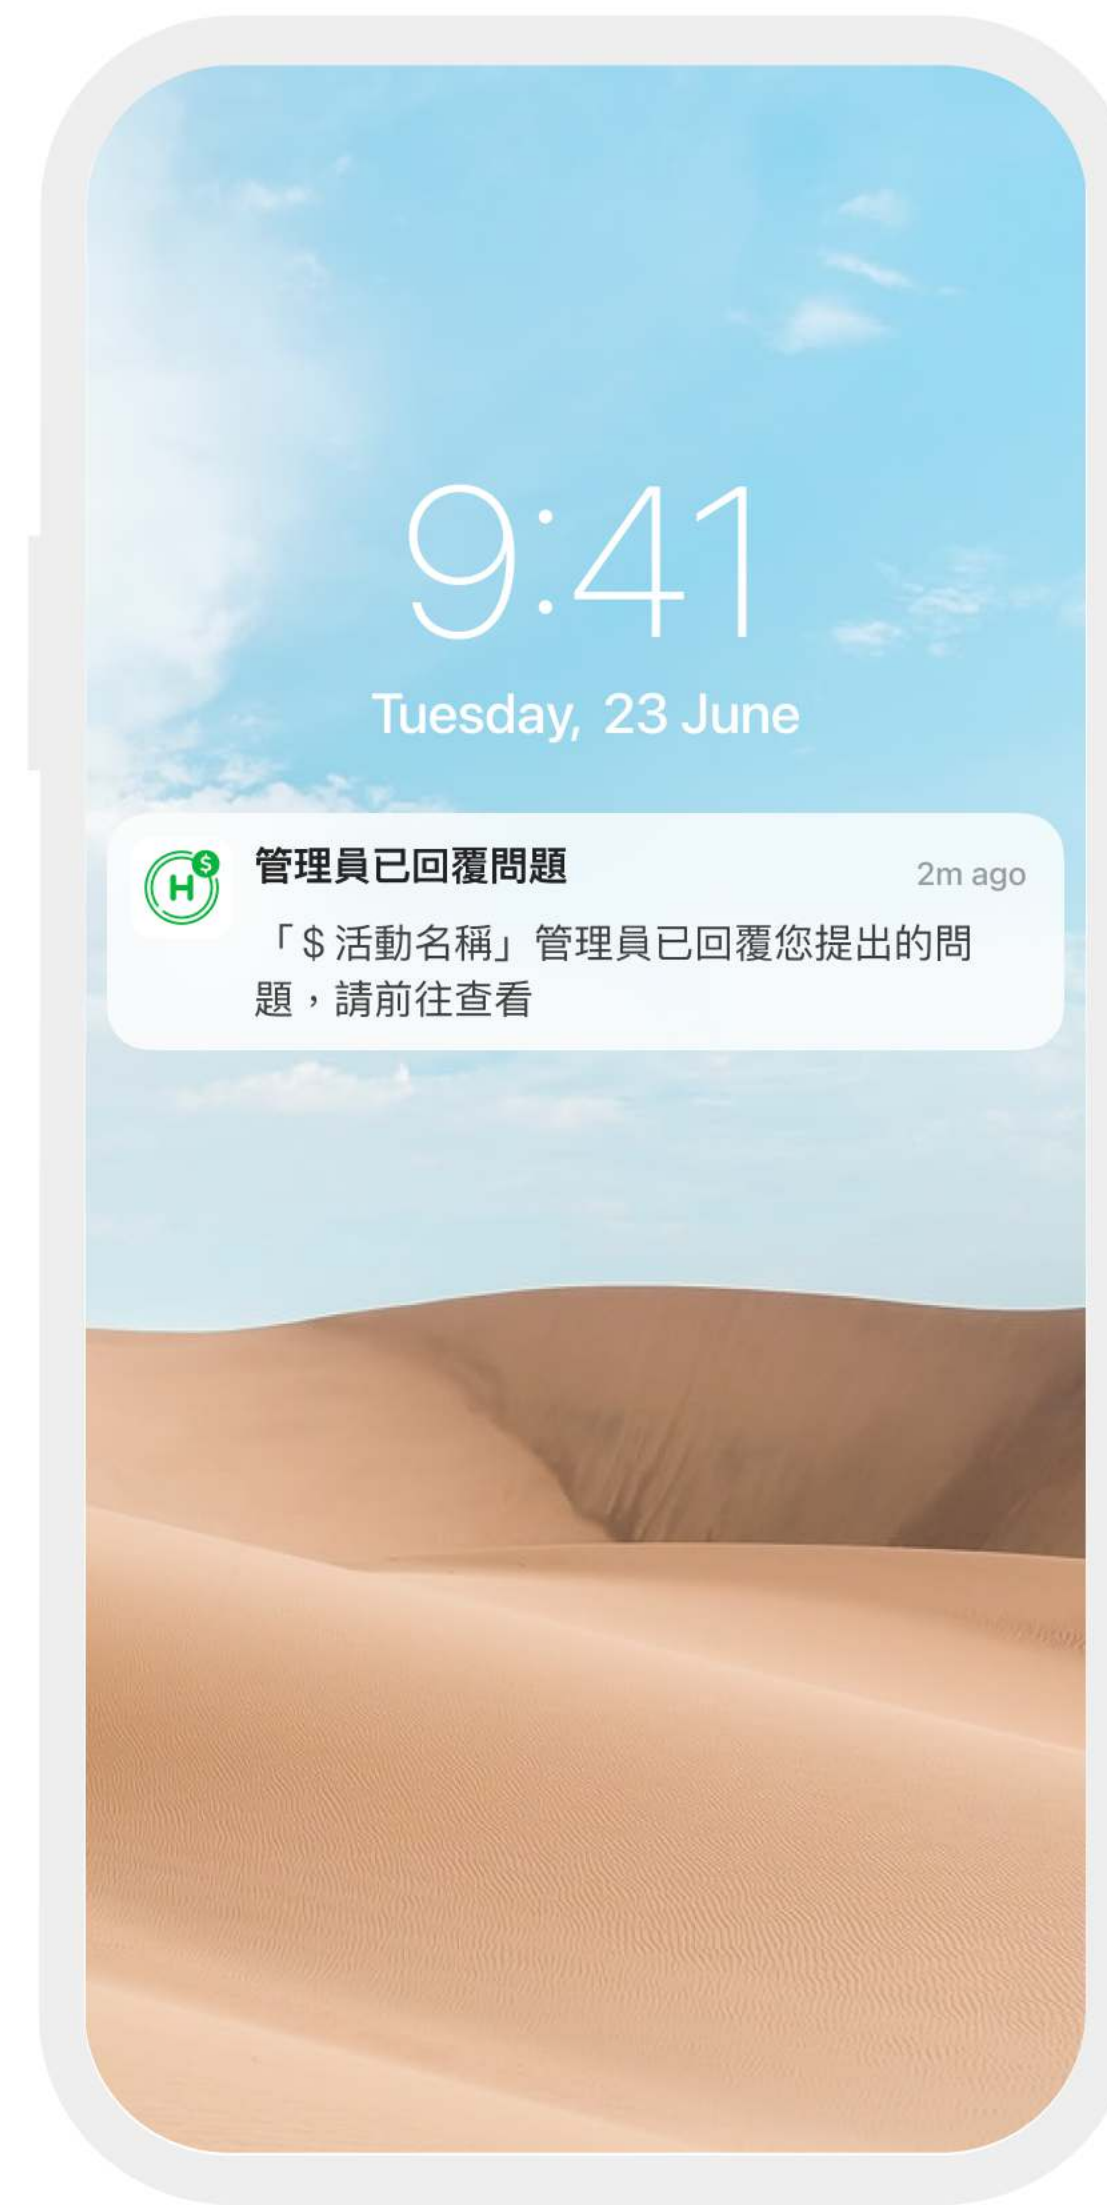 9:41
Tuesday, 23 June
H $
管理員已回覆問題
2m ago
「$活動名稱」管理員已回覆您提出的問
題，請前往查看